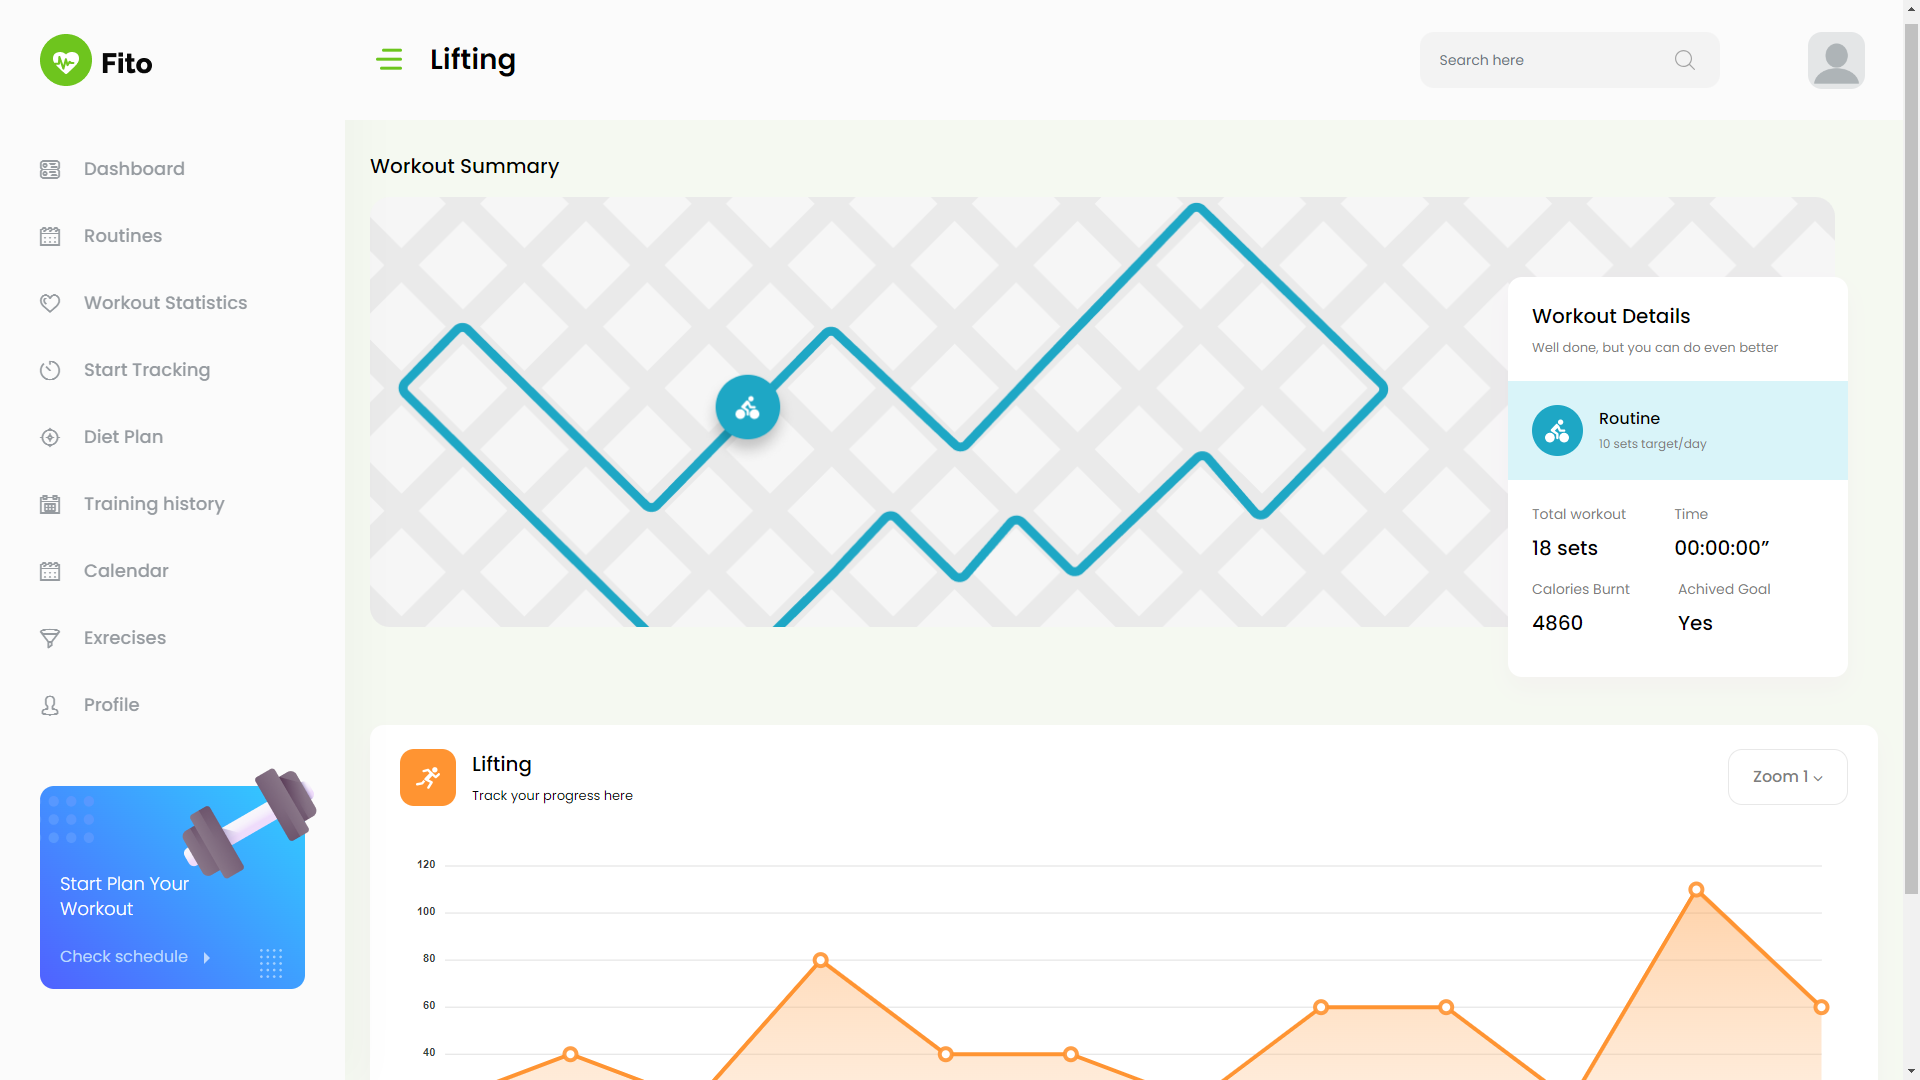 Fito
Lifting
Search here
Dashboard
Routines
Workout Statistics
Start Tracking
Diet Plan
Training history
Calendar
Exrecises
Profile
Start Plan Your
Workout
Check schedule
Workout Summary
Workout Details
Well done, but you can do even better
Routine
10 sets target/day
Total workout
18 sets
Time
00:00:00”
Calories Burnt
4860
Achived Goal
Yes
Lifting
Track your progress here
Zoom 1
120
100
80
60
40